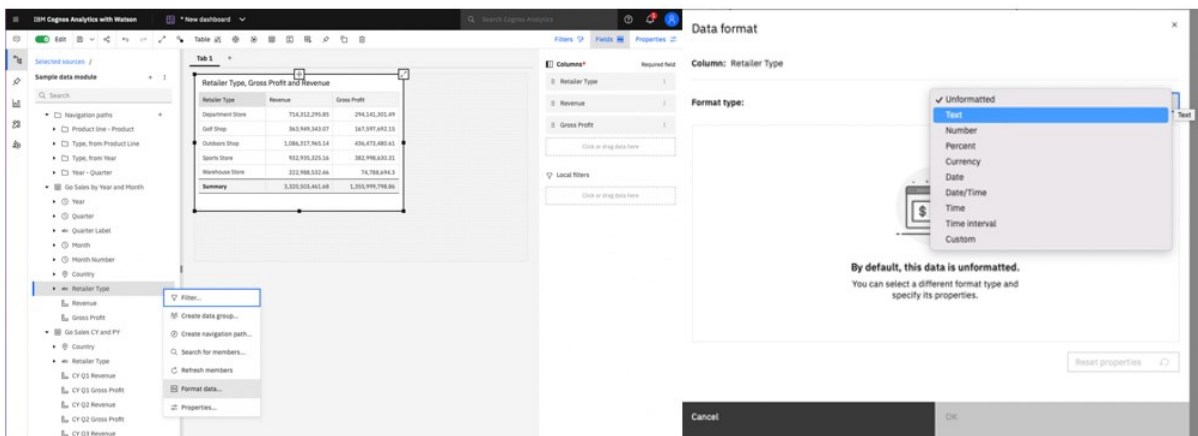 IBM Cognos Analytics with Watson
* New dashboard
Search Cognos Analytics
Edit
Table
Filters
Fields
Properties
Selected sources /
Sample data module
Search
Navigation paths
Product line - Product
Type, from Product Line
Type, from Year
Year - Quarter
Go Sales by Year and Month
Year
Quarter
abc Quarter Label
Month
Month Number
Country
abc Retailer Type
Revenue
Gross Profit
Go Sales CY and PY
Country
abc Retailer Type
CY Q1 Revenue
CY Q1 Gross Profit
CY Q2 Revenue
CY Q2 Gross Profit
CY Q3 Revenue
Filter...
Create data group...
Create navigation path...
Search for members...
Refresh members
Format data...
Properties...
Tab 1 +
Retailer Type, Gross Profit and Revenue
Retailer Type Revenue Gross Profit
Department Store 714,312,295.85 294,141,301.49
Golf Shop 363,949,343.07 167,597,692.15
Outdoors Shop 1,086,317,965.14 436,473,480.61
Sports Store 932,935,325.16 382,998,630.31
Warehouse Store 222,988,532.46 74,788,694.3
Summary 3,320,503,461.68 1,355,999,798.86
Columns* Required field
Retailer Type
Revenue
Gross Profit
Click or drag data here
Local filters
Click or drag data here
Data format
Column: Retailer Type
Format type:
✓ Unformatted
Text
Number
Percent
Currency
Date
Date/Time
Time
Time interval
Custom
Text
$
By default, this data is unformatted.
You can select a different format type and
specify its properties.
Reset properties
Cancel
OK